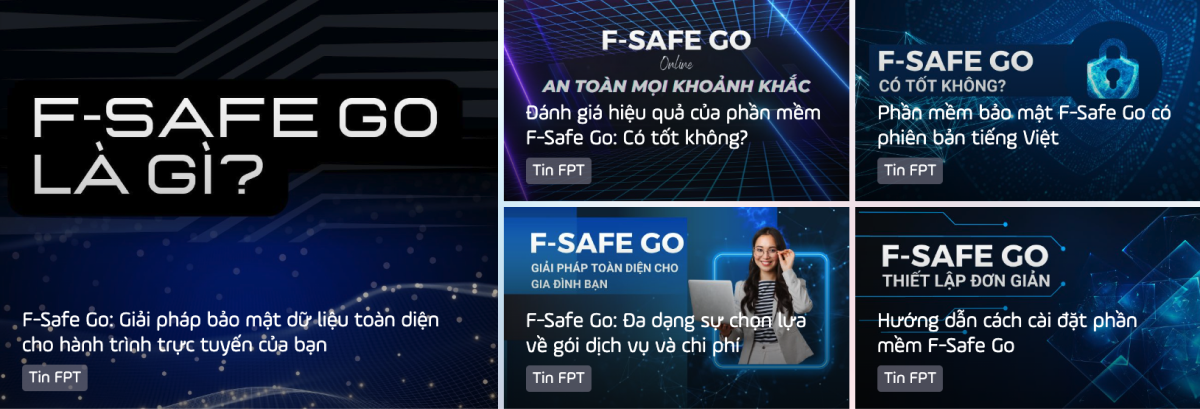 F-SAFE GO
LÀ GÌ?
F-Safe Go: Giải pháp bảo mật dữ liệu toàn diện
cho hành trình trực tuyến của bạn
Tin FPT
F-SAFE GO
Online
AN TOÀN MỌI KHOẢNH KHẮC
Đánh giá hiệu quả của phần mềm
F-Safe Go: Có tốt không?
Tin FPT
F-SAFE GO
CÓ TỐT KHÔNG?
Phần mềm bảo mật F-Safe Go có
phiên bản tiếng Việt
Tin FPT
F-SAFE GO
GIẢI PHÁP TOÀN DIỆN CHO
GIA ĐÌNH BẠN
F-Safe Go: Đa dạng sự chọn lựa
về gói dịch vụ và chi phí
Tin FPT
F-SAFE GO
THIẾT LẬP ĐƠN GIẢN
Hướng dẫn cách cài đặt phần
mềm F-Safe Go
Tin FPT